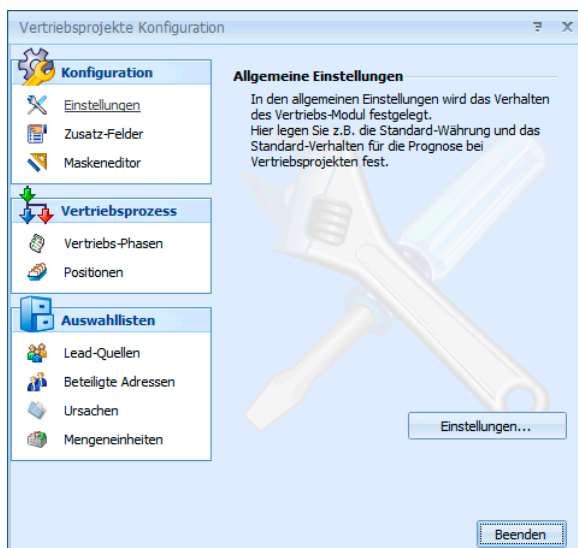 Vertriebsprojekte Konfiguration
Konfiguration
Einstellungen
Zusatz-Felder
Maskeneditor
Vertriebsprozess
Vertriebs-Phasen
Positionen
Auswahllisten
Lead-Quellen
Beteiligte Adressen
Ursachen
Mengeneinheiten
Allgemeine Einstellungen
In den allgemeinen Einstellungen wird das Verhalten
des Vertriebs-Modul festgelegt.
Hier legen Sie z.B. die Standard-Währung und das
Standard-Verhalten für die Prognose bei
Vertriebsprojekten fest.
Einstellungen...
Beenden